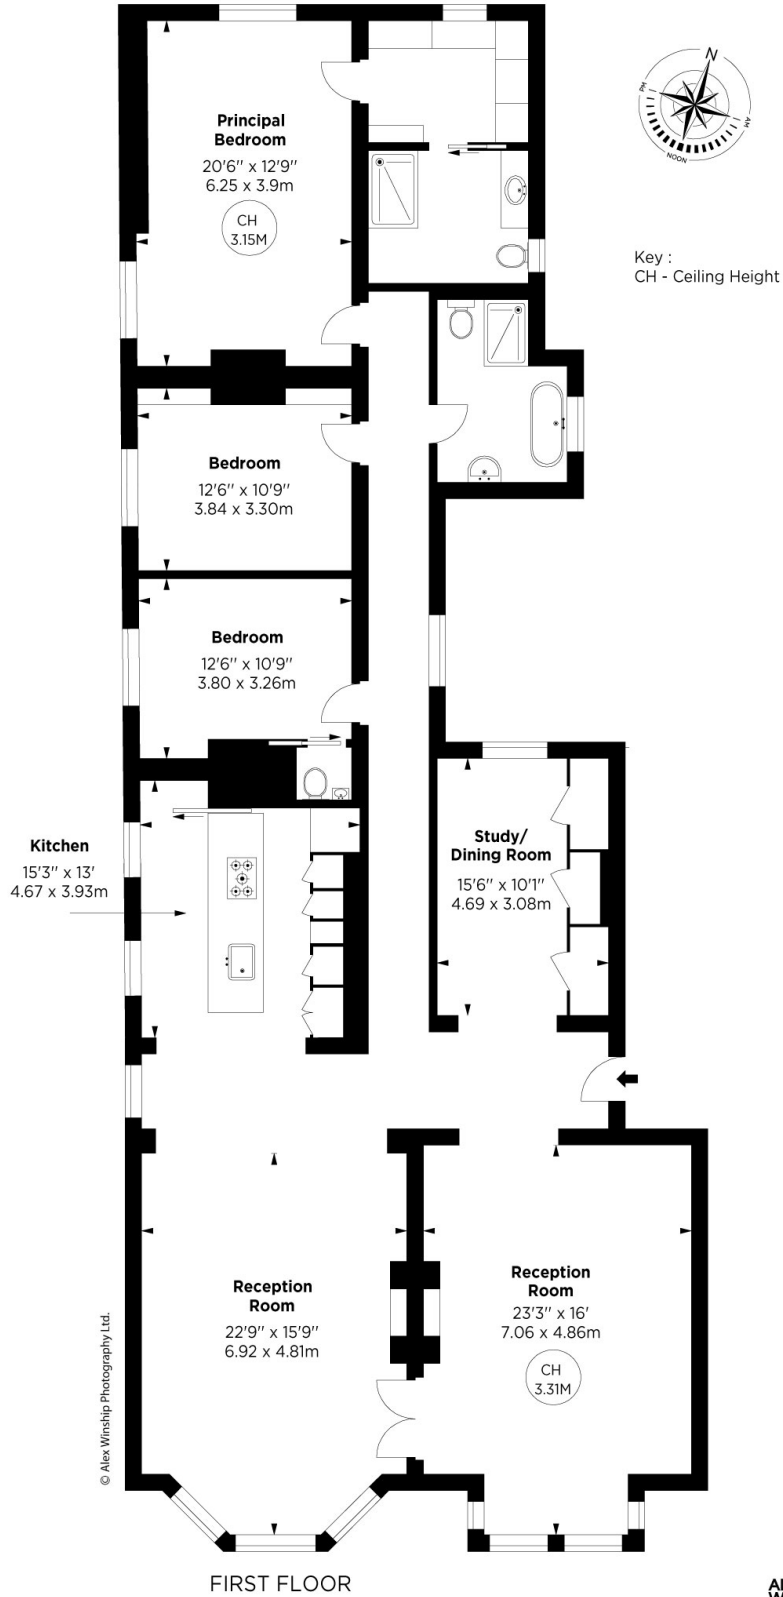 N
PM
AM
NOON
Principal
Bedroom
20'6'' x 12'9''
6.25 x 3.9m
CH
3.15M
Key :
CH - Ceiling Height
Bedroom
12'6'' x 10'9''
3.84 x 3.30m
Bedroom
12'6'' x 10'9''
3.80 x 3.26m
Kitchen
15'3'' x 13'
4.67 x 3.93m
Study/
Dining Room
15'6'' x 10'1''
4.69 x 3.08m
Reception
Room
22'9'' x 15'9''
6.92 x 4.81m
Reception
Room
23'3'' x 16'
7.06 x 4.86m
CH
3.31M
© Alex Winship Photography Ltd.
FIRST FLOOR